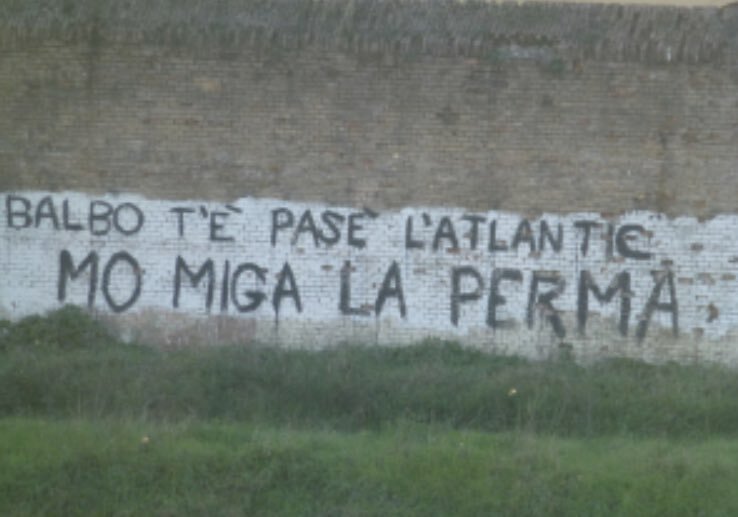 BALBO T'È PASÈ L'ATLANTIC
MO MIGA LA PERMA